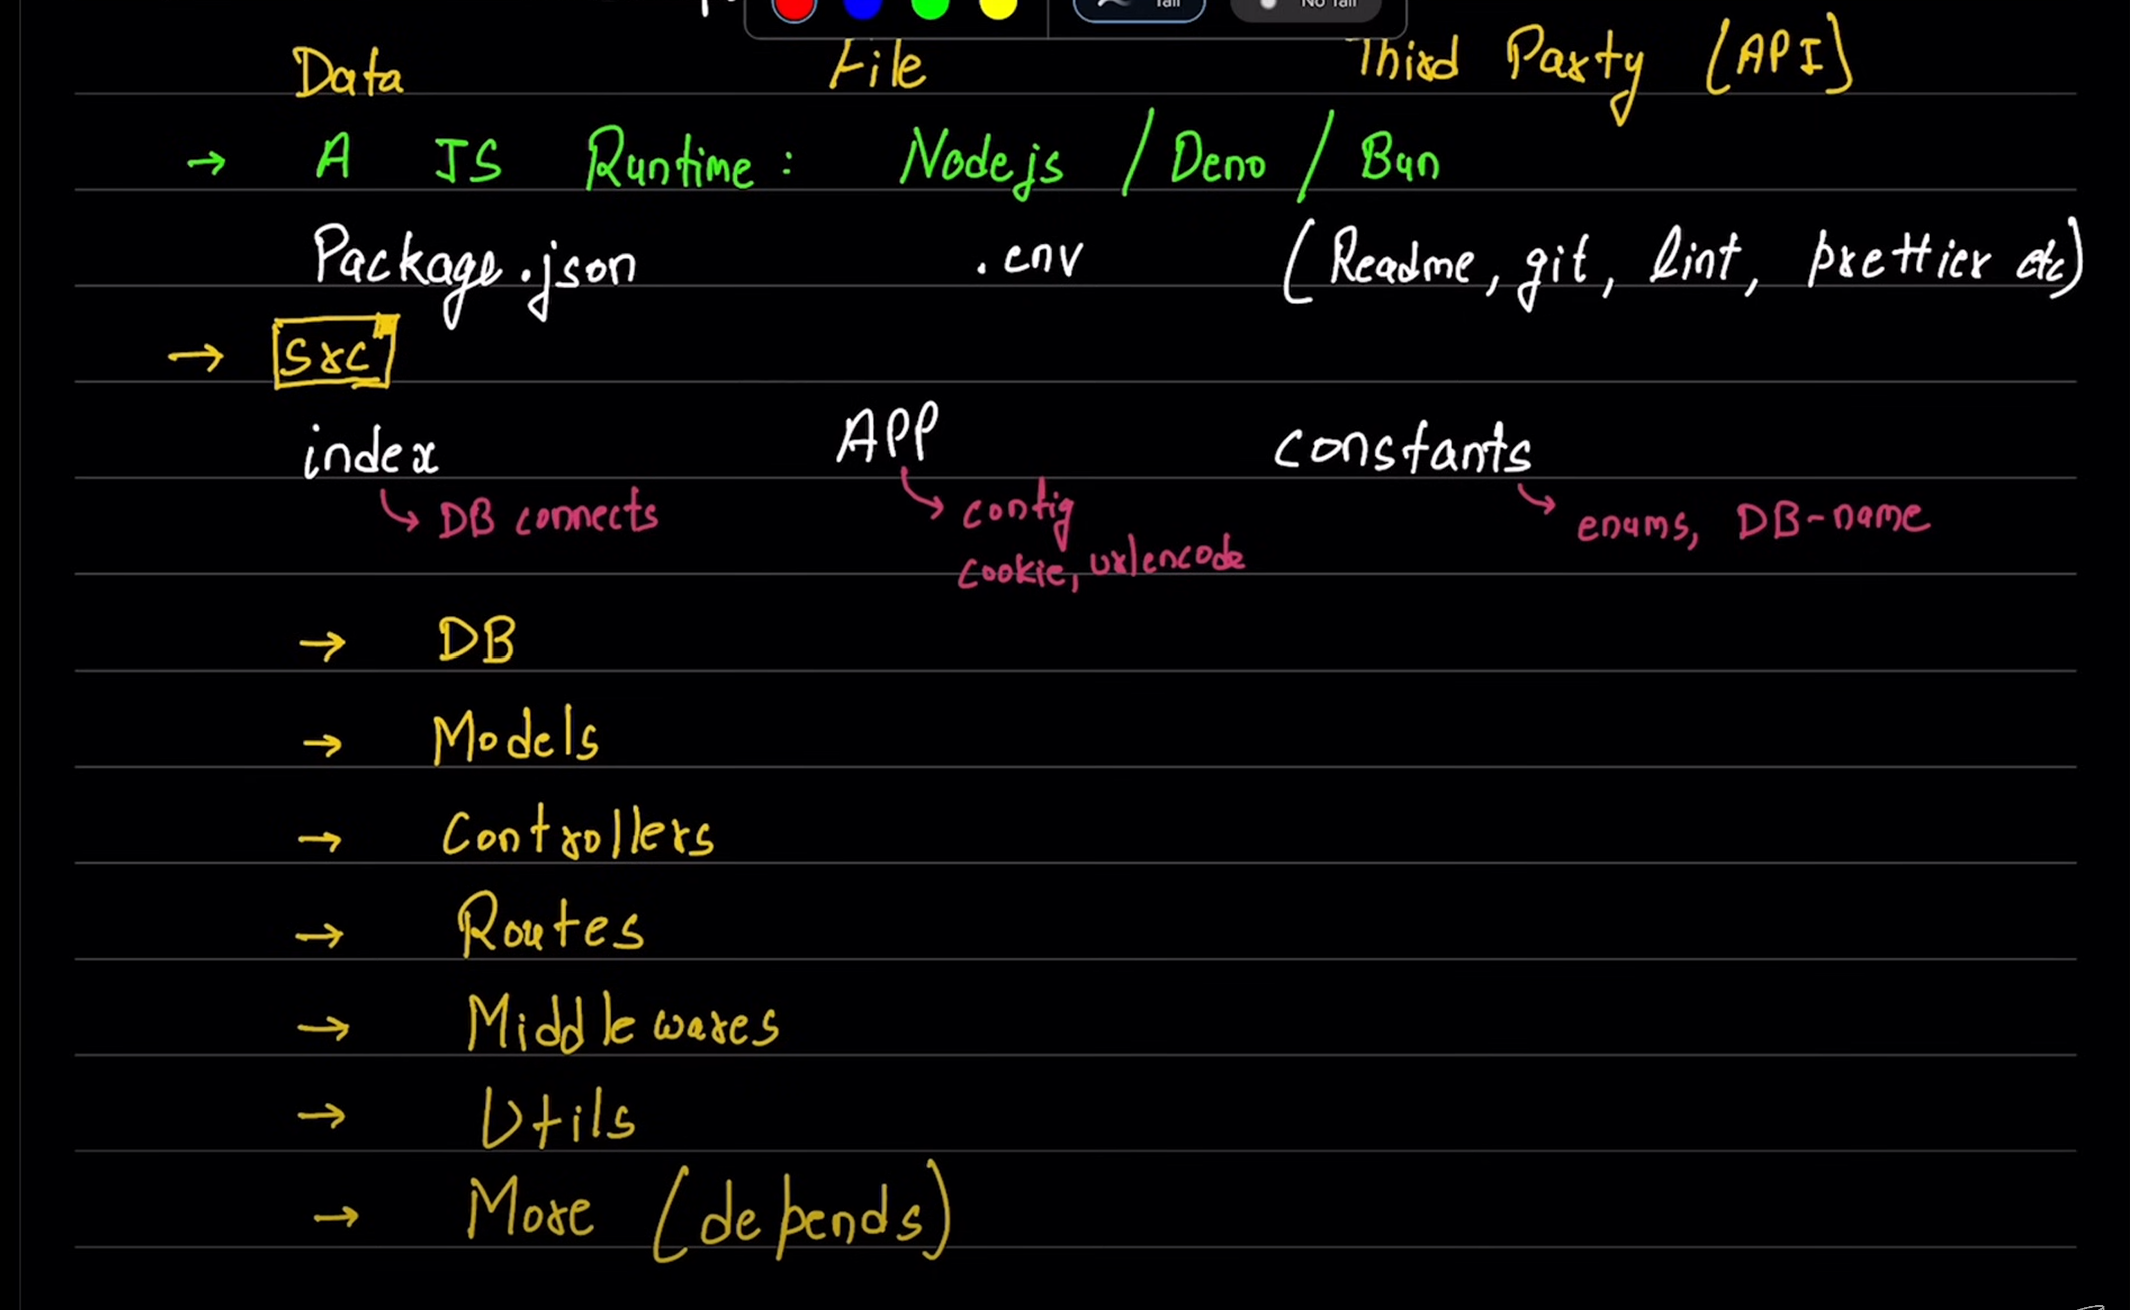 Tail No Tail
Data File Third Party (API)
→ A JS Runtime: Nodejs / Deno / Bun
Package.json .env (Readme, git, lint, prettier etc)
→ src
index APP constants
↳ DB connects ↳ config ↳ enums, DB-name
cookie, urlencode
→ DB
→ Models
→ Controllers
→ Routes
→ Middlewares
→ Utils
→ More (depends)